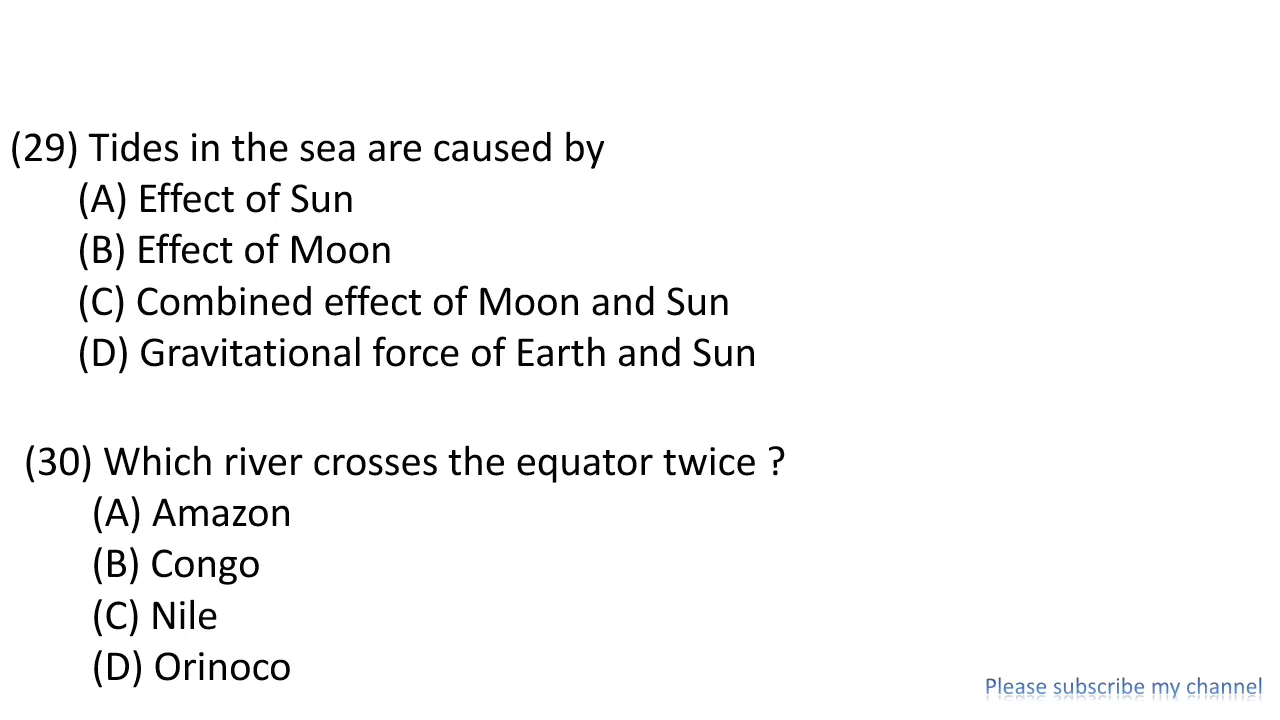 (29) Tides in the sea are caused by
(A) Effect of Sun
(B) Effect of Moon
(C) Combined effect of Moon and Sun
(D) Gravitational force of Earth and Sun
(30) Which river crosses the equator twice ?
(A) Amazon
(B) Congo
(C) Nile
(D) Orinoco
Please subscribe my channel